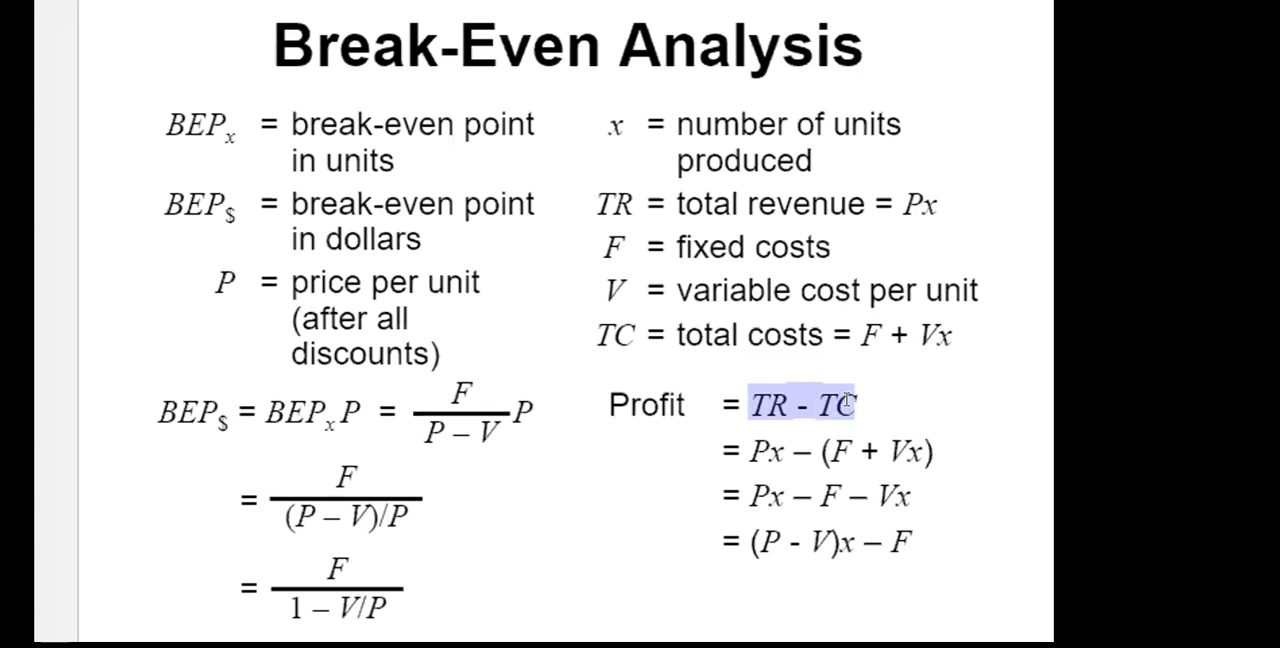 Break-Even Analysis
BEPx = break-even point
in units
BEP$ = break-even point
in dollars
P = price per unit
(after all
discounts)
x = number of units
produced
TR = total revenue = Px
F = fixed costs
V = variable cost per unit
TC = total costs = F + Vx
BEP$ = BEPx P = F / (P – V) P
= F / ((P – V)/P)
= F / (1 – V/P)
Profit = TR - TC
= Px – (F + Vx)
= Px – F – Vx
= (P - V)x – F